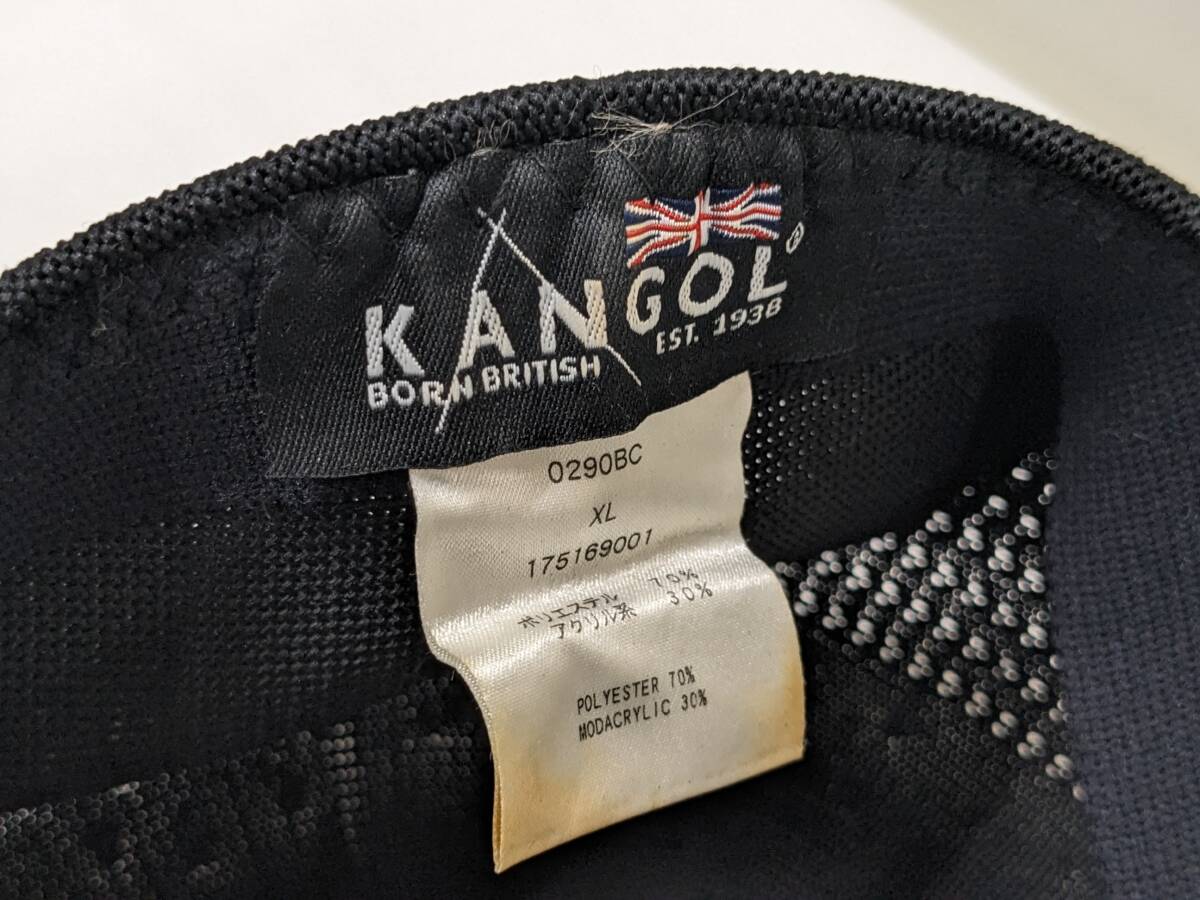 KANGOL®
BORN BRITISH
EST. 1938
0290BC
XL
175169001
ポリエステル 70%
アクリル系 30%
POLYESTER 70%
MODACRYLIC 30%